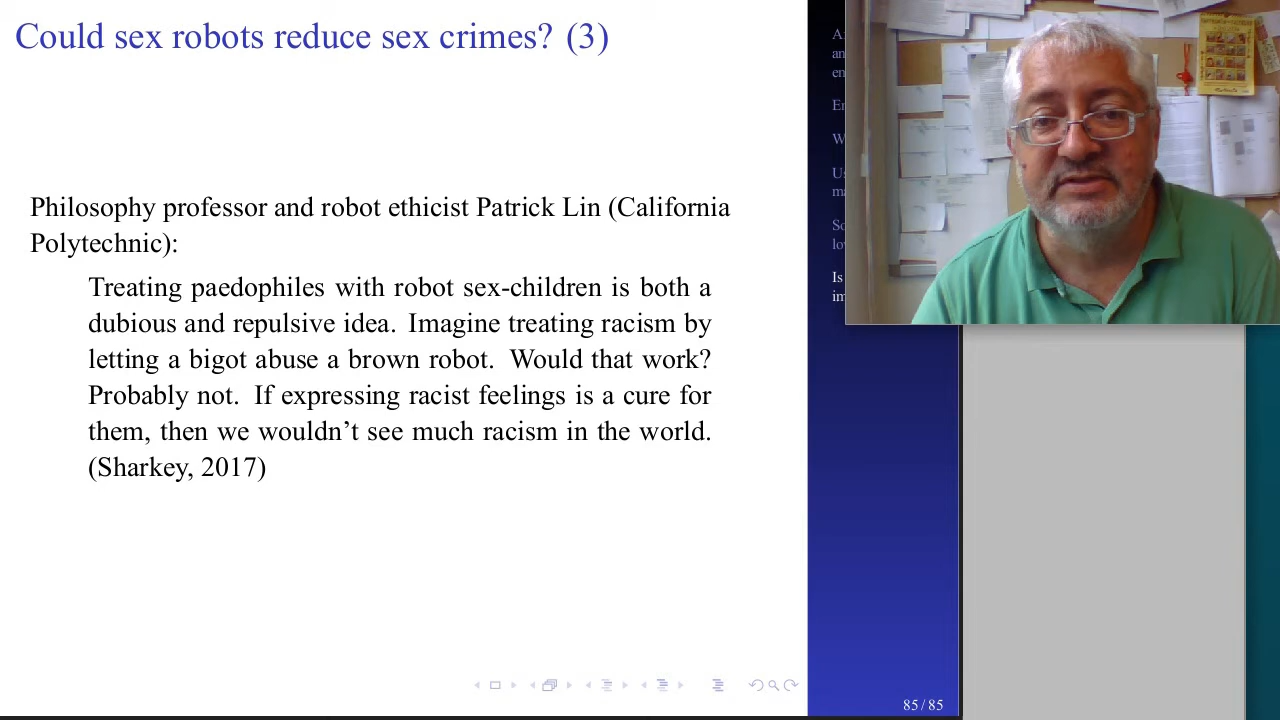 Could sex robots reduce sex crimes? (3)
Philosophy professor and robot ethicist Patrick Lin (California
Polytechnic):
Treating paedophiles with robot sex-children is both a
dubious and repulsive idea. Imagine treating racism by
letting a bigot abuse a brown robot. Would that work?
Probably not. If expressing racist feelings is a cure for
them, then we wouldn’t see much racism in the world.
(Sharkey, 2017)
85 / 85